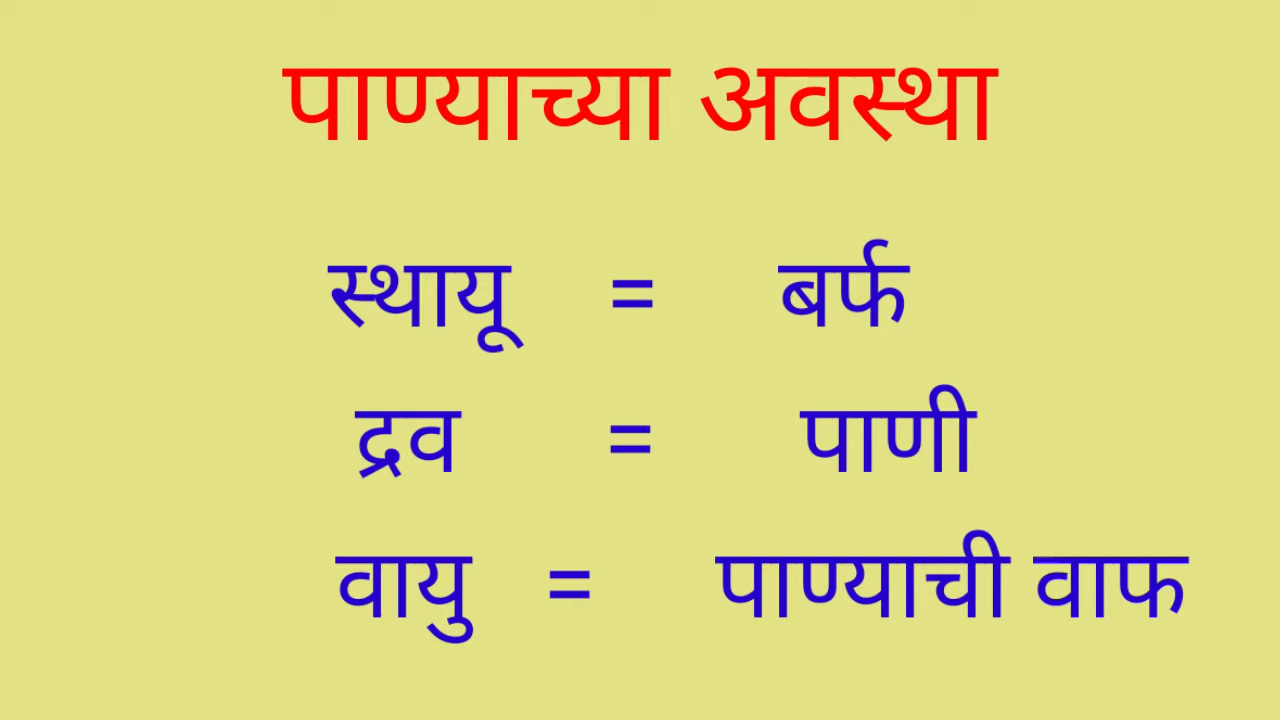 पाण्याच्या अवस्था
स्थायू = बर्फ
द्रव = पाणी
वायु = पाण्याची वाफ